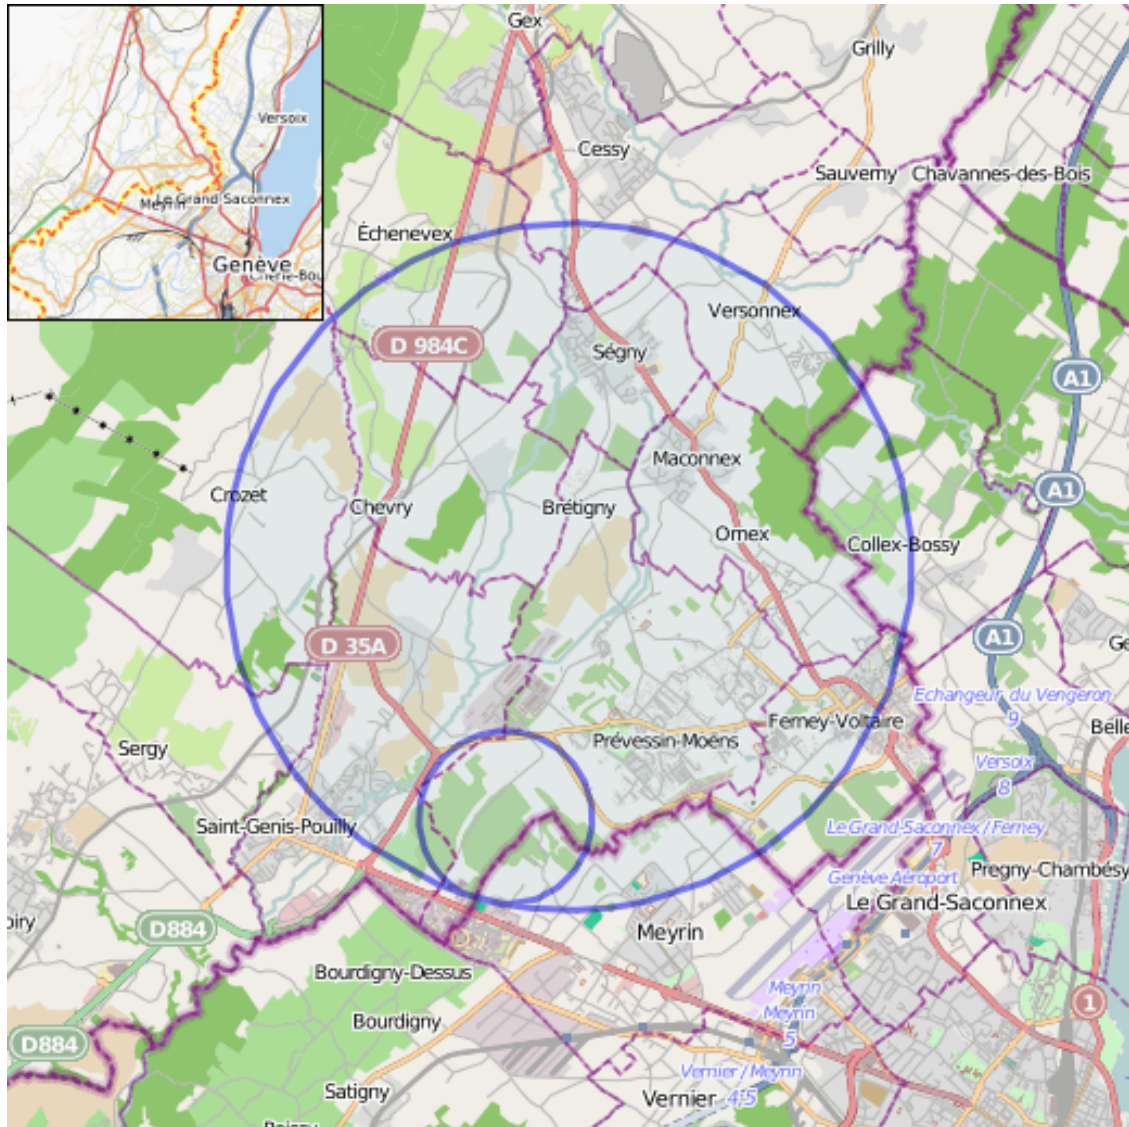 Gex
Grilly
Versoix
Cessy
Sauverny
Chavannes-des-Bois
Meyrin
Le Grand Saconnex
Échenevex
Genève
Versonnex
D 984C
Ségny
A1
Maconnex
Crozet
Chevry
Brétigny
A1
Ornex
Collex-Bossy
D 35A
A1
Echangeur du Vengeron
9
Ferney-Voltaire
Prévessin-Moëns
Sergy
Versoix
8
Saint-Genis-Pouilly
Le Grand-Saconnex / Ferney
7
Pregny-Chambésy
Genève Aéroport
Le Grand-Saconnex
D884
Meyrin
Bourdigny-Dessus
Meyrin
Meyrin
5
1
Bourdigny
D884
Vernier / Meyrin
Satigny
Vernier 4;5